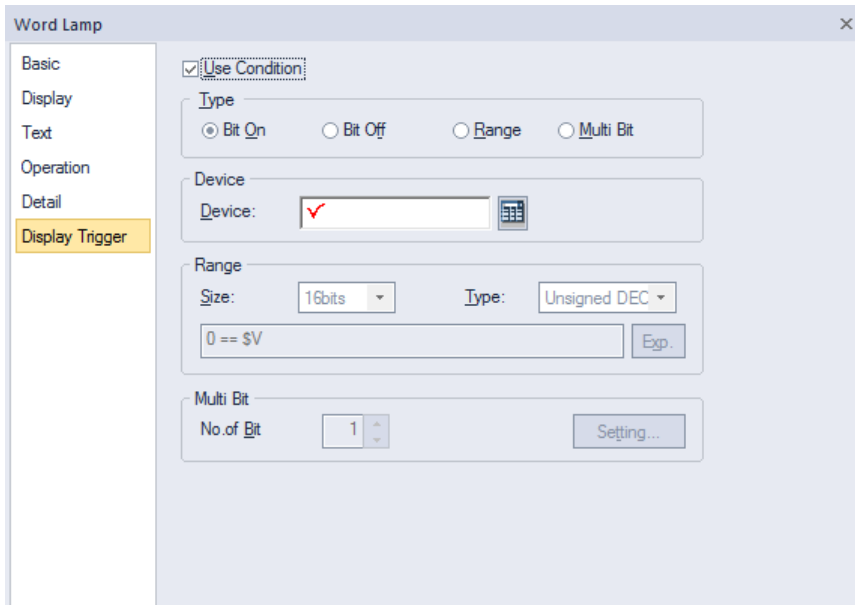 Word Lamp
Basic
Display
Text
Operation
Detail
Display Trigger
Use Condition
Type
Bit On
Bit Off
Range
Multi Bit
Device
Device:
Range
Size:
16bits
Type:
Unsigned DEC
0 == $V
Exp.
Multi Bit
No.of Bit
1
Setting...